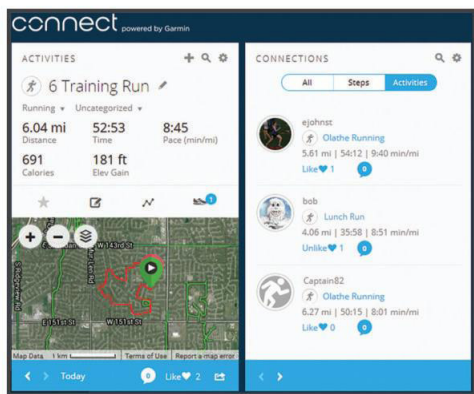 connect powered by Garmin
ACTIVITIES
6 Training Run
Running Uncategorized
6.04 mi 52:53 8:45
Distance Time Pace (min/mi)
691 181 ft
Calories Elev Gain
1
W 143rd St
S Ridgeview Rd
E 151st St W 151st St
Map Data 1 km Terms of Use Report a map error
Today 0 Like 2
CONNECTIONS
All Steps Activities
ejohnst
Olathe Running
5.61 mi | 54:12 | 9:40 min/mi
Like 1 0
bob
Lunch Run
4.06 mi | 35:58 | 8:51 min/mi
Unlike 1 0
Captain82
Olathe Running
6.27 mi | 50:15 | 8:01 min/mi
Like 0 0